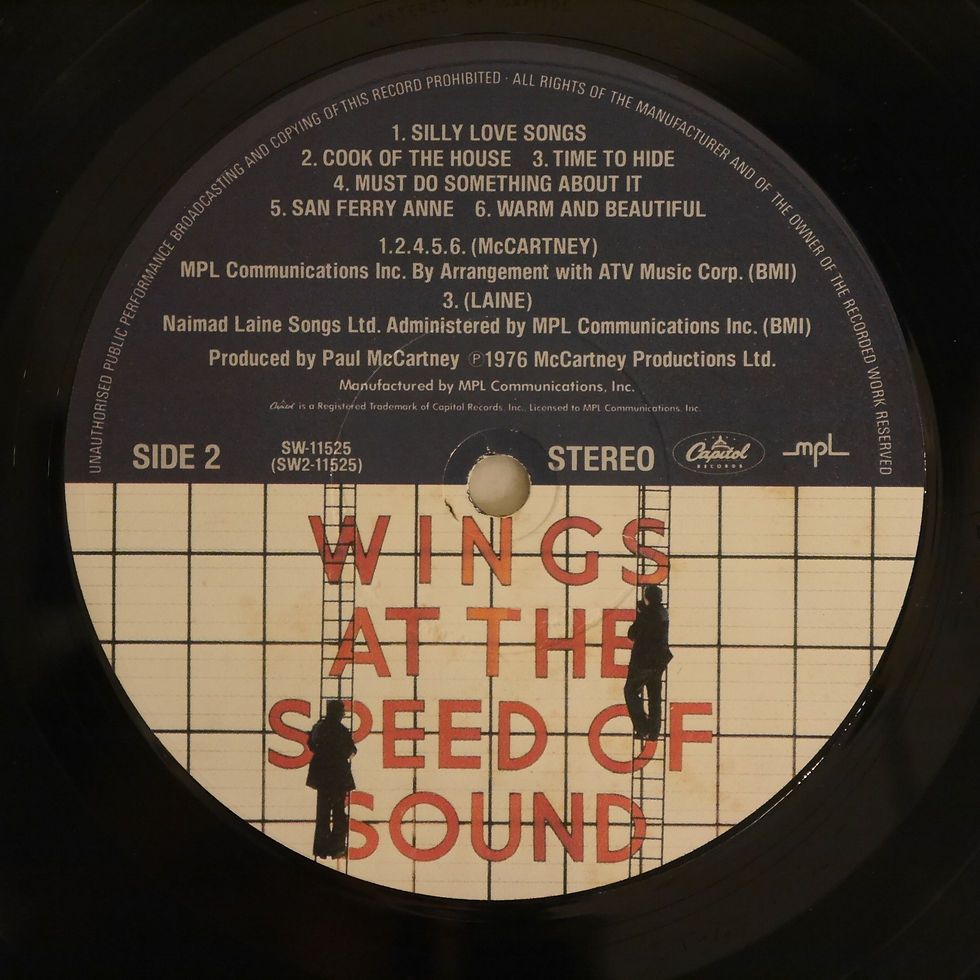 UNAUTHORISED PUBLIC PERFORMANCE BROADCASTING AND COPYING OF THIS RECORD PROHIBITED · ALL RIGHTS OF THE MANUFACTURER AND OF THE OWNER OF THE RECORDED WORK RESERVED
1. SILLY LOVE SONGS
2. COOK OF THE HOUSE 3. TIME TO HIDE
4. MUST DO SOMETHING ABOUT IT
5. SAN FERRY ANNE 6. WARM AND BEAUTIFUL
1.2.4.5.6. (McCARTNEY)
MPL Communications Inc. By Arrangement with ATV Music Corp. (BMI)
3. (LAINE)
Naimad Laine Songs Ltd. Administered by MPL Communications Inc. (BMI)
Produced by Paul McCartney ℗1976 McCartney Productions Ltd.
Manufactured by MPL Communications, Inc.
Capitol is a Registered Trademark of Capitol Records, Inc., Licensed to MPL Communications, Inc.
SIDE 2
SW-11525
(SW2-11525)
STEREO
Capitol
RECORDS
mpl
WINGS
AT THE
SPEED OF
SOUND